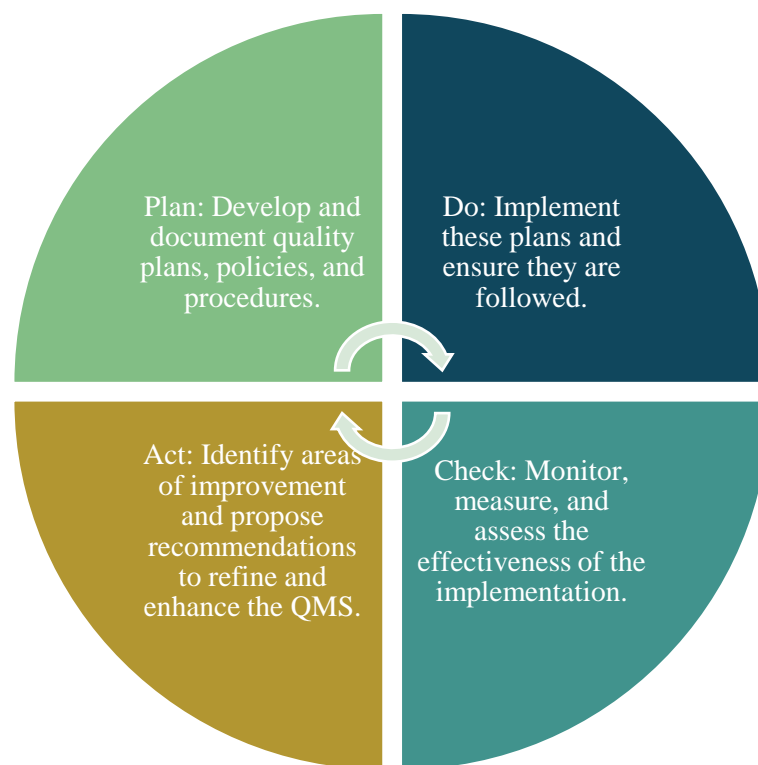 Plan: Develop and
document quality
plans, policies, and
procedures.
Do: Implement
these plans and
ensure they are
followed.
Check: Monitor,
measure, and
assess the
effectiveness of the
implementation.
Act: Identify areas
of improvement
and propose
recommendations
to refine and
enhance the QMS.